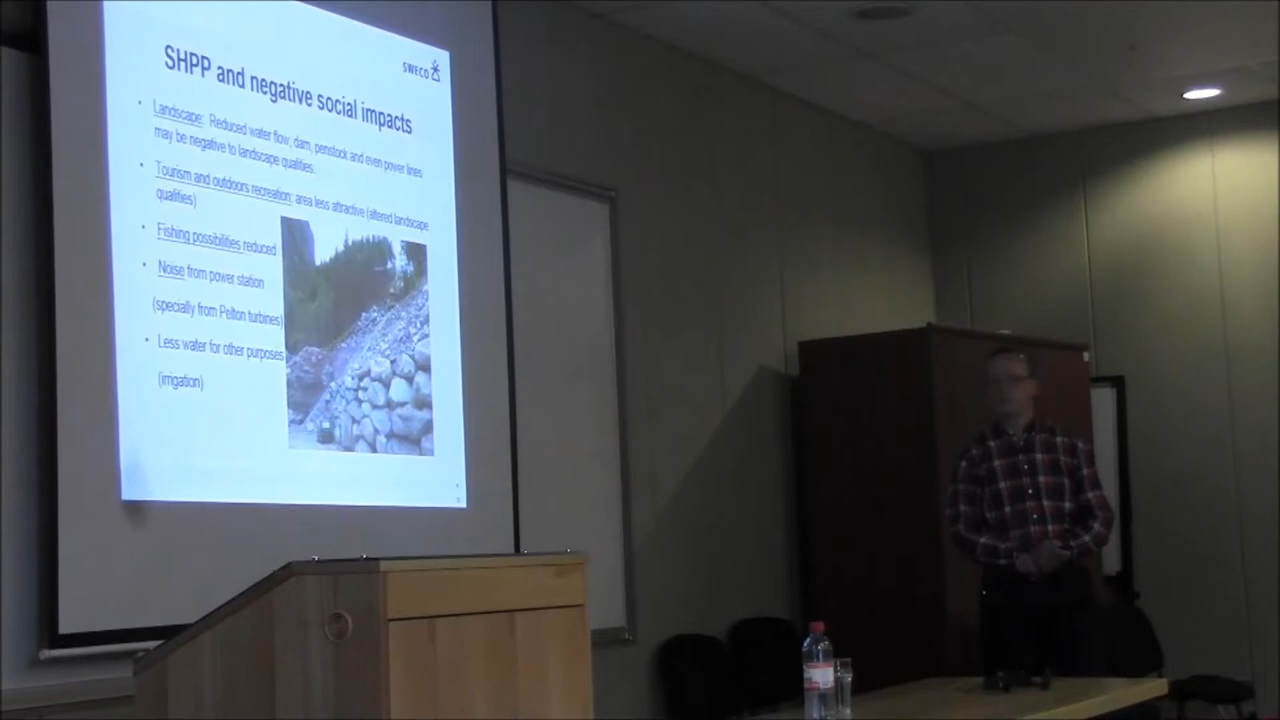 SWECO
SHPP and negative social impacts
• Landscape: Reduced water flow, dam, penstock and even power lines
may be negative to landscape qualities.
• Tourism and outdoors recreation: area less attractive (altered landscape
qualities)
• Fishing possibilities reduced
• Noise from power station
(specially from Pelton turbines)
• Less water for other purposes
(irrigation)